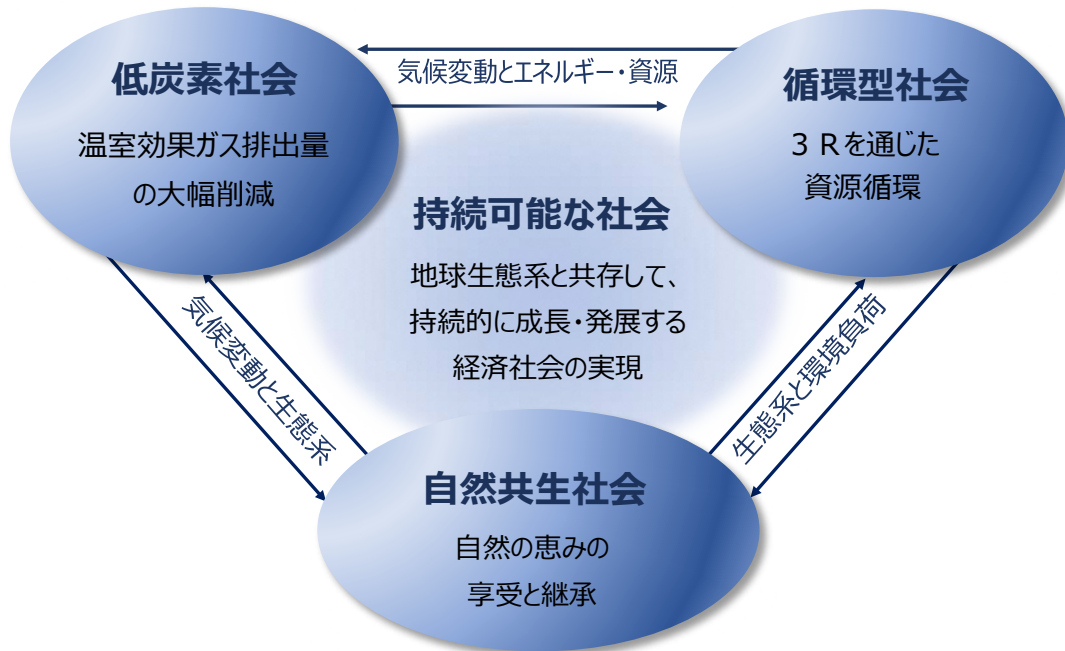 低炭素社会
温室効果ガス排出量
の大幅削減
気候変動とエネルギー・資源
循環型社会
３Ｒを通じた
資源循環
持続可能な社会
地球生態系と共存して、
持続的に成長・発展する
経済社会の実現
気候変動と生態系
生態系と環境負荷
自然共生社会
自然の恵みの
享受と継承